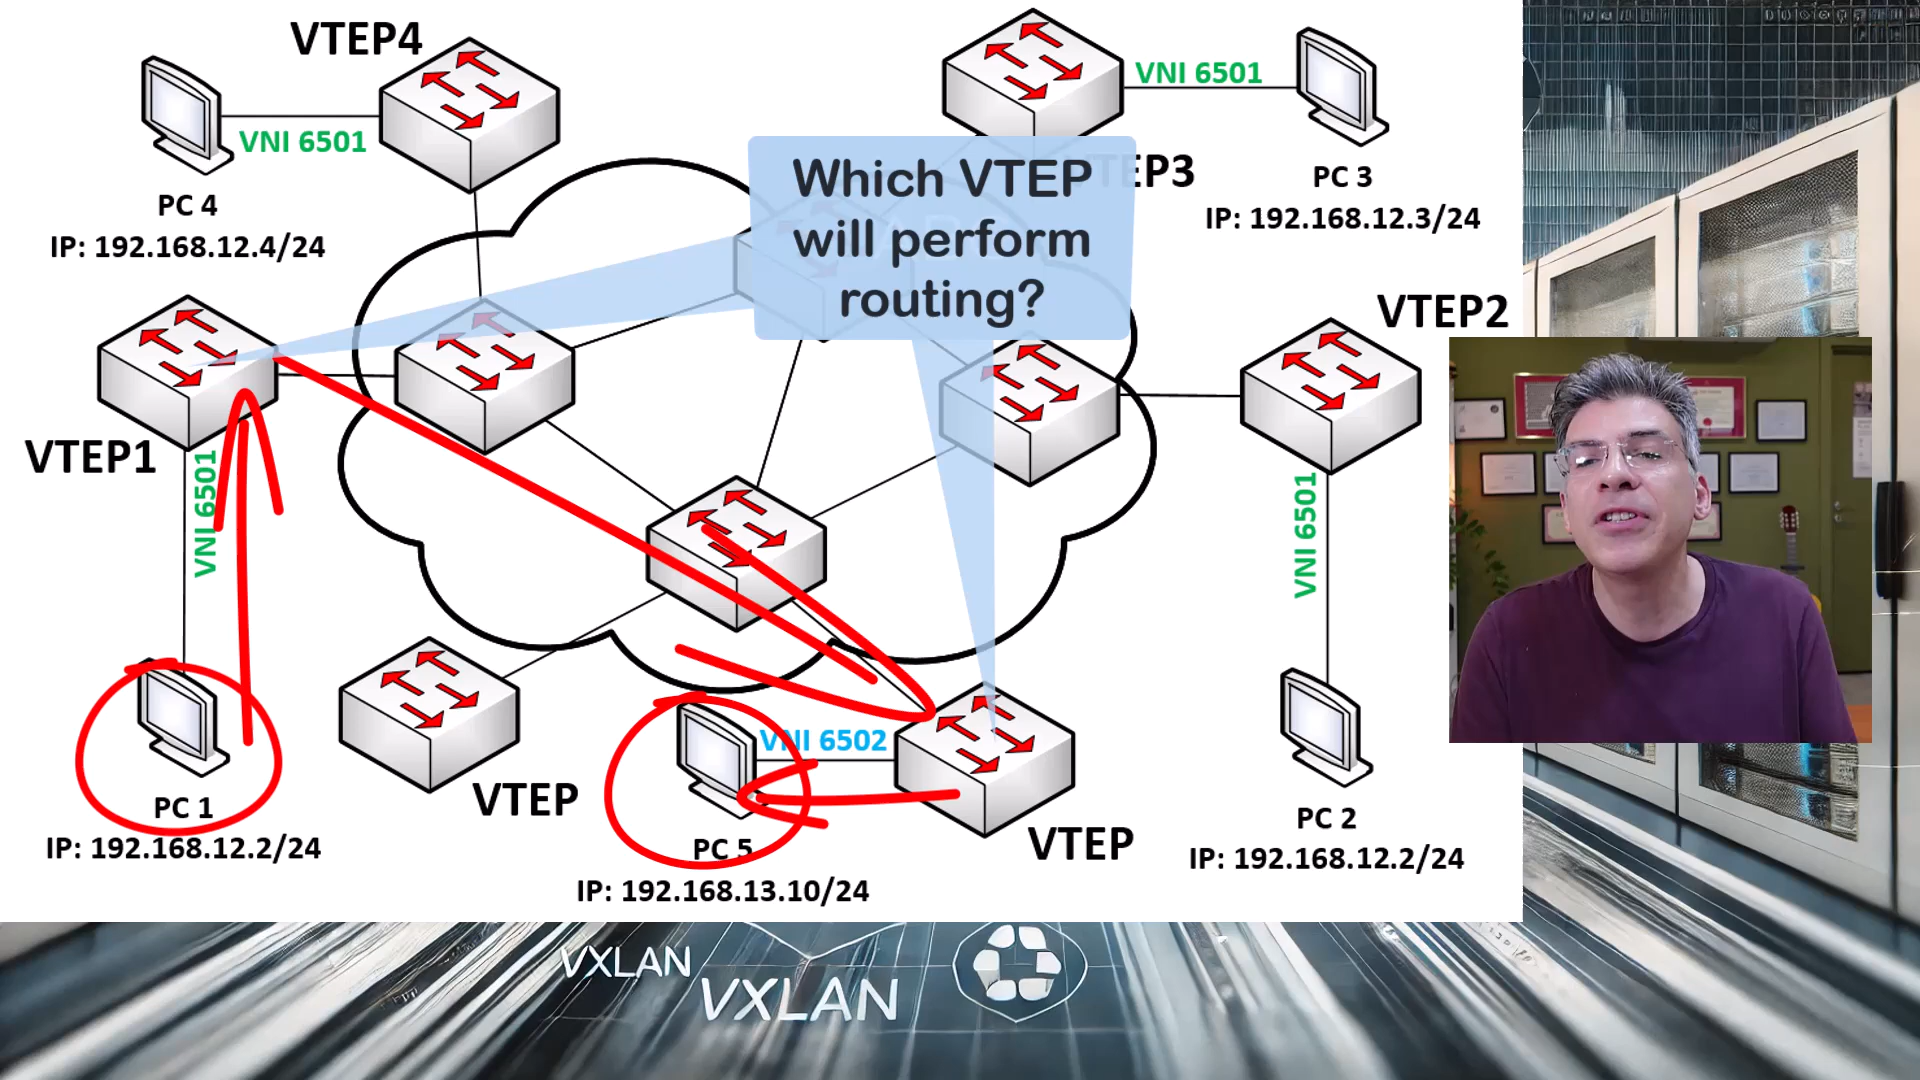 VTEP4
VNI 6501
PC 4
IP: 192.168.12.4/24
VNI 6501
TEP3
PC 3
IP: 192.168.12.3/24
Which VTEP
will perform
routing?
VTEP2
VTEP1
VNI 6501
VNI 6501
PC 1
IP: 192.168.12.2/24
VTEP
VNI 6502
PC 5
IP: 192.168.13.10/24
VTEP
PC 2
IP: 192.168.12.2/24
VXLAN
VXLAN